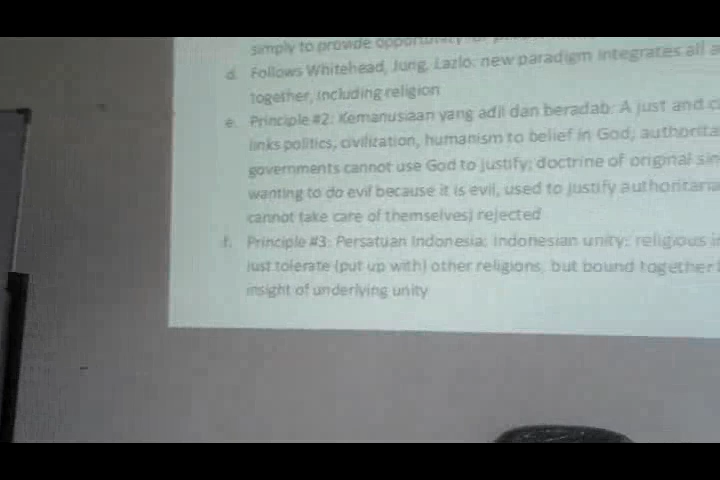 simply to provide
d. Follows Whitehead, Jung, Lazlo: new paradigm integrates all
together, including religion
e. Principle #2: Kemanusiaan yang adil dan beradab: A just and
links politics, civilization, humanism to belief in God; authorita
governments cannot use God to justify; doctrine of original sin
wanting to do evil because it is evil, used to justify authoritaria
cannot take care of themselves) rejected
f. Principle #3: Persatuan Indonesia: Indonesian unity: religious
just tolerate (put up with) other religions, but bound together
insight of underlying unity